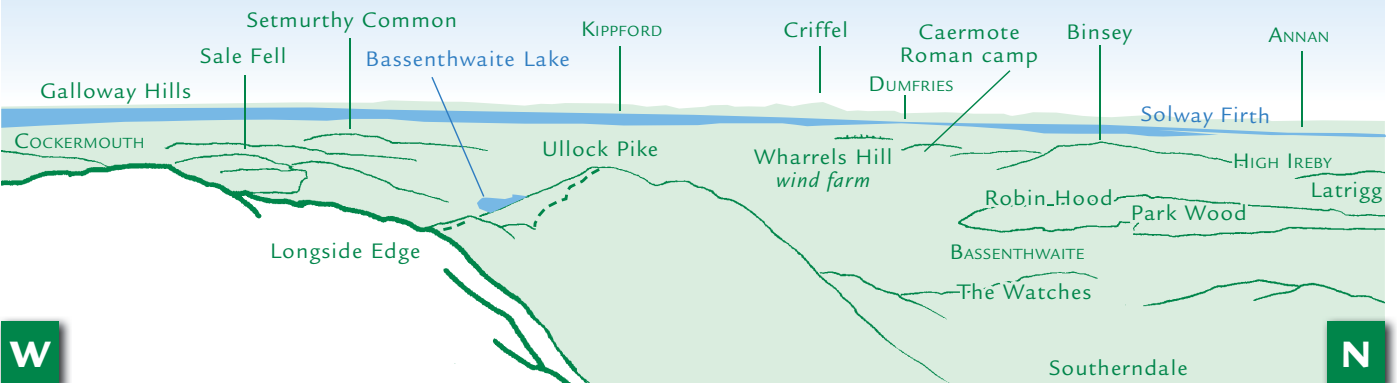 Setmurthy Common
Sale Fell
Bassenthwaite Lake
KIPPFORD
Criffel
Caermote
Roman camp
Binsey
ANNAN
Galloway Hills
DUMFRIES
Solway Firth
COCKERMOUTH
Ullock Pike
Wharrels Hill
wind farm
HIGH IREBY
Latrigg
Robin Hood
Park Wood
Longside Edge
BASSENTHWAITE
The Watches
W
N
Southerndale